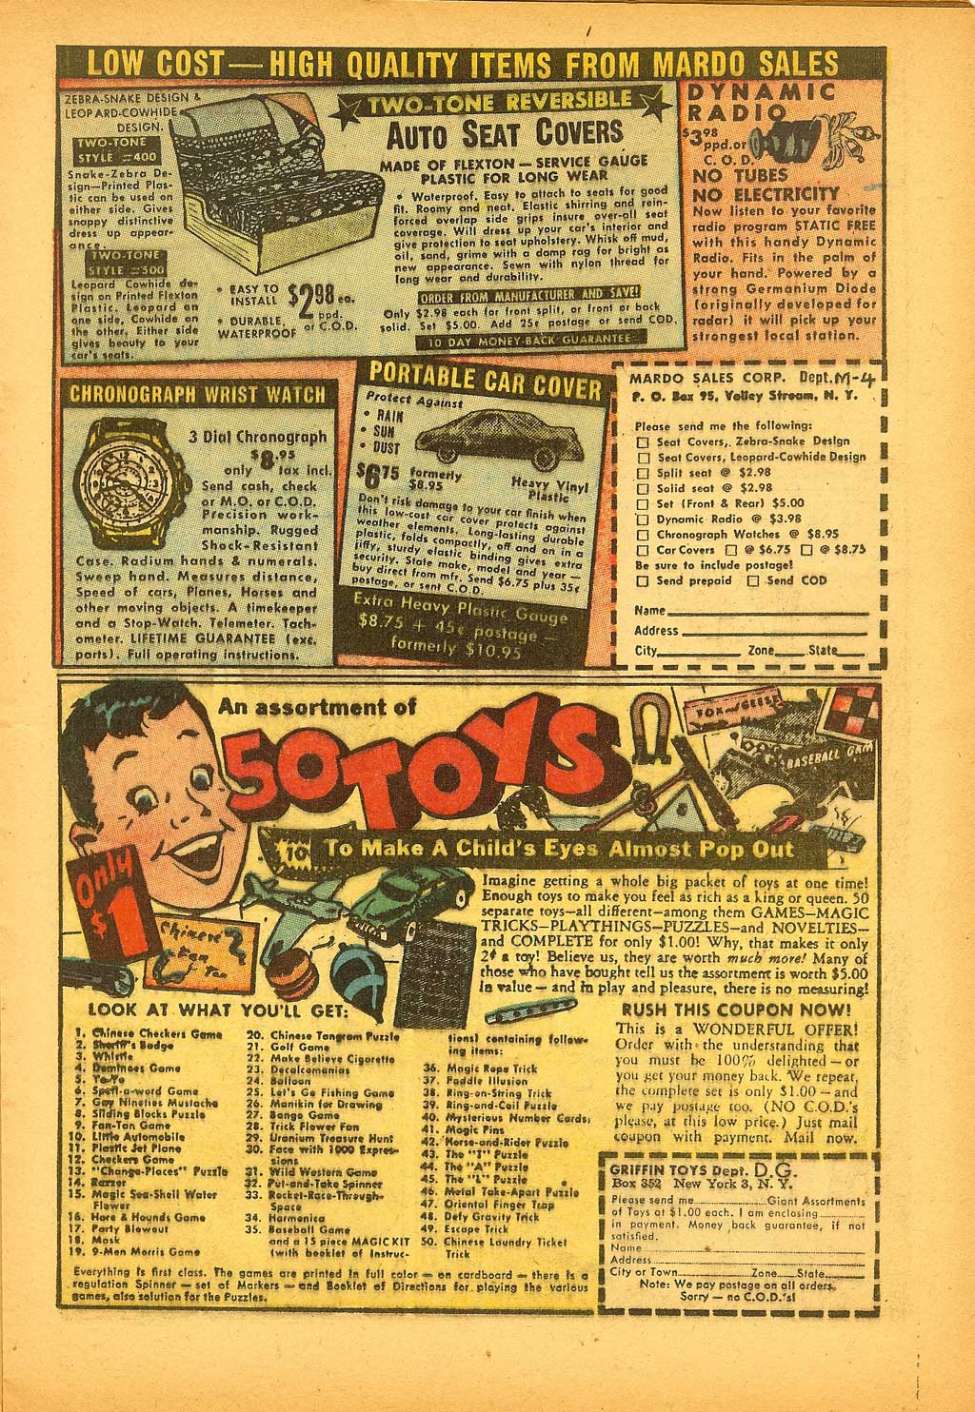 LOW COST—HIGH QUALITY ITEMS FROM MARDO SALES
ZEBRA-SNAKE DESIGN &
LEOPARD-COWHIDE
DESIGN.
TWO-TONE
STYLE =400
Snake-Zebra De-
sign—Printed Plas-
tic can be used on
either side. Gives
snappy distinctive
dress up appear-
ance.
TWO-TONE
STYLE =500
Leopard Cowhide de-
sign on Printed Flexton
Plastic. Leopard on
one side, Cowhide on
the other, Either side
gives beauty to your
car's seats.
TWO-TONE REVERSIBLE
AUTO SEAT COVERS
MADE OF FLEXTON — SERVICE GAUGE
PLASTIC FOR LONG WEAR
• Waterproof. Easy to attach to seats for good
fit. Roomy and neat. Elastic shirring and rein-
forced overlap side grips insure over-all seat
coverage. Will dress up your car's interior and
give protection to seat upholstery. Whisk off mud,
oil, sand, grime with a damp rag for bright as
new appearance. Sewn with nylon thread for
long wear and durability.
• EASY TO
INSTALL
• DURABLE,
WATERPROOF
$2 98 ea.
ppd.
or C.O.D.
ORDER FROM MANUFACTURER AND SAVE!
Only $2.98 each for front split, or front or back
solid. Set $5.00. Add 25¢ postage or send COD.
10 DAY MONEY-BACK GUARANTEE
DYNAMIC
RADIO
$3 98
ppd. or
C. O. D.
NO TUBES
NO ELECTRICITY
Now listen to your favorite
radio program STATIC FREE
with this handy Dynamic
Radio. Fits in the palm of
your hand. Powered by a
strong Germanium Diode
(originally developed for
radar) it will pick up your
strongest local station.
CHRONOGRAPH WRIST WATCH
3 Dial Chronograph
$8.95
only tax incl.
Send cash, check
or M.O. or C.O.D.
Precision work-
manship. Rugged
Shock-Resistant
Case. Radium hands & numerals.
Sweep hand. Measures distance,
Speed of cars, Planes, Horses and
other moving objects. A timekeeper
and a Stop-Watch. Telemeter. Tach-
ometer. LIFETIME GUARANTEE (exc.
parts). Full operating instructions.
PORTABLE CAR COVER
Protect Against
• RAIN
• SUN
• DUST
$6 75 formerly
$8.95
Heavy Vinyl
Plastic
Don't risk damage to your car finish when
this low-cost car cover protects against
weather elements. Long-lasting durable
plastic, folds compactly, off and on in a
jiffy, sturdy elastic binding gives extra
security. State make, model and year —
buy direct from mfr. Send $6.75 plus 35¢
postage, or sent C.O.D.
Extra Heavy Plastic Gauge
$8.75 + 45¢ postage —
formerly $10.95
MARDO SALES CORP. Dept. M-4
P. O. Box 95, Valley Stream, N. Y.
Please send me the following:
Seat Covers, Zebra-Snake Design
Seat Covers, Leopard-Cowhide Design
Split seat @ $2.98
Solid seat @ $2.98
Set (Front & Rear) $5.00
Dynamic Radio @ $3.98
Chronograph Watches @ $8.95
Car Covers @ $6.75 @ $8.75
Be sure to include postage!
Send prepaid Send COD
Name
Address
City Zone State
An assortment of
50 TOYS
FOX and GEESE
BASEBALL GAME
To Make A Child's Eyes Almost Pop Out
Only
$1
Chinese
Fan
Tan
Imagine getting a whole big packet of toys at one time!
Enough toys to make you feel as rich as a king or queen. 50
separate toys—all different—among them GAMES—MAGIC
TRICKS—PLAYTHINGS—PUZZLES—and NOVELTIES—
and COMPLETE for only $1.00! Why, that makes it only
2¢ a toy! Believe us, they are worth much more! Many of
those who have bought tell us the assortment is worth $5.00
in value — and in play and pleasure, there is no measuring!
LOOK AT WHAT YOU'LL GET:
1. Chinese Checkers Game
2. Sheriff's Badge
3. Whistle
4. Dominoes Game
5. Yo-Yo
6. Spell-a-word Game
7. Gay Nineties Mustache
8. Sliding Blocks Puzzle
9. Fan-Tan Game
10. Little Automobile
11. Plastic Jet Plane
12. Checkers Game
13. "Change-Places" Puzzle
14. Razzer
15. Magic Sea-Shell Water
Flower
16. Hare & Hounds Game
17. Party Blowout
18. Mask
19. 9-Men Morris Game
20. Chinese Tangram Puzzle
21. Golf Game
22. Make Believe Cigarette
23. Decalcomanias
24. Balloon
25. Let's Go Fishing Game
26. Manikin for Drawing
27. Bango Game
28. Trick Flower Fan
29. Uranium Treasure Hunt
30. Face with 1000 Expres-
sions
31. Wild Western Game
32. Put-and-Take Spinner
33. Rocket-Race-Through-
Space
34. Harmonica
35. Baseball Game
and a 15 piece MAGIC KIT
(with booklet of instruc-
tions) containing follow-
ing items:
36. Magic Rope Trick
37. Paddle Illusion
38. Ring-on-String Trick
39. Ring-and-Coil Puzzle
40. Mysterious Number Cards
41. Magic Pins
42. Horse-and-Rider Puzzle
43. The "T" Puzzle
44. The "A" Puzzle
45. The "L" Puzzle
46. Metal Take-Apart Puzzle
47. Oriental Finger Trap
48. Defy Gravity Trick
49. Escape Trick
50. Chinese Laundry Ticket
Trick
Everything is first class. The games are printed in full color — on cardboard — there is a
regulation Spinner — set of Markers — and Booklet of Directions for playing the various
games, also solution for the Puzzles.
RUSH THIS COUPON NOW!
This is a WONDERFUL OFFER!
Order with the understanding that
you must be 100% delighted — or
you get your money back. We repeat,
the complete set is only $1.00 — and
we pay postage too. (NO C.O.D.'s
please, at this low price.) Just mail
coupon with payment. Mail now.
GRIFFIN TOYS Dept. D.G.
Box 352 New York 3, N. Y.
Please send me Giant Assortments
of Toys at $1.00 each. I am enclosing
in payment. Money back guarantee, if not
satisfied.
Name
Address
City or Town Zone State
Note: We pay postage on all orders.
Sorry — no C.O.D.'s!